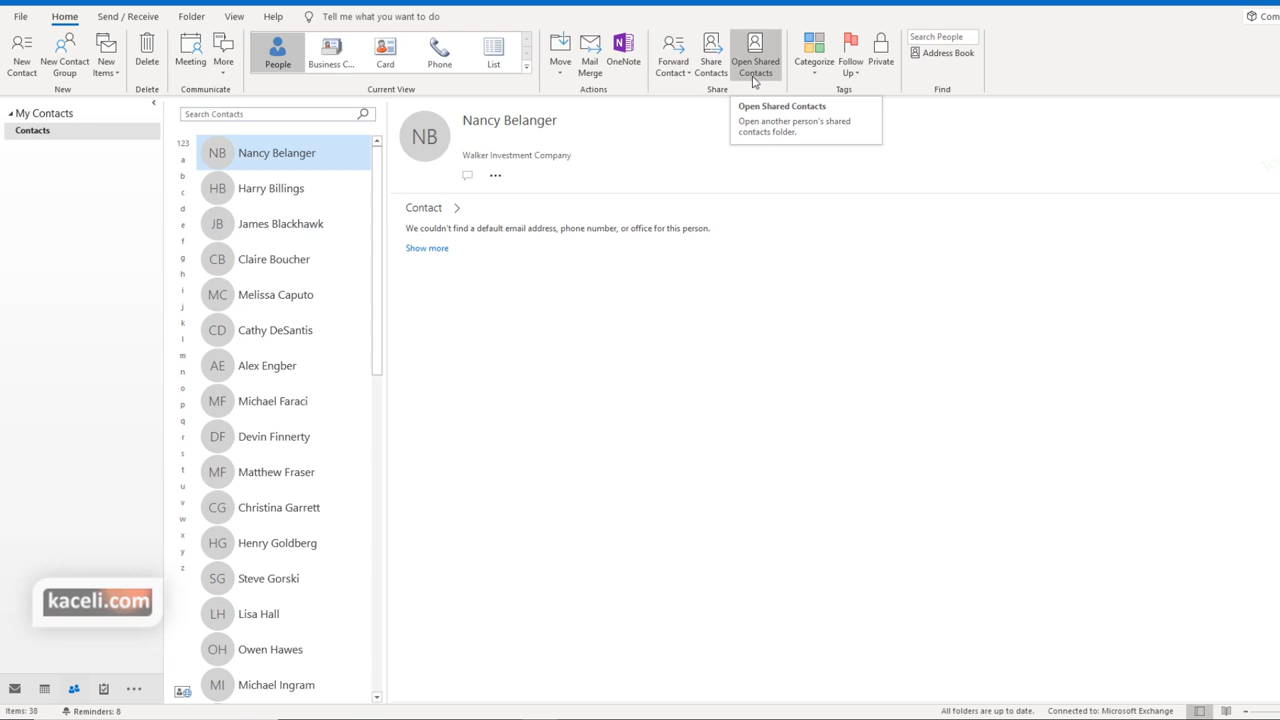 File Home Send / Receive Folder View Help Tell me what you want to do
New Contact
New Contact Group
New Items
New
Delete
Delete
Meeting
More
Communicate
People
Business C...
Card
Phone
List
Current View
Move
Mail Merge
OneNote
Actions
Forward Contact
Share Contacts
Open Shared Contacts
Share
Categorize
Follow Up
Private
Tags
Search People
Address Book
Find
Open Shared Contacts
Open another person's shared
contacts folder.
My Contacts
Contacts
Search Contacts
123
a
b
c
d
e
f
g
h
i
j
k
l
m
n
o
p
q
r
s
t
u
v
w
x
y
z
NB Nancy Belanger
HB Harry Billings
JB James Blackhawk
CB Claire Boucher
MC Melissa Caputo
CD Cathy DeSantis
AE Alex Engber
MF Michael Faraci
DF Devin Finnerty
MF Matthew Fraser
CG Christina Garrett
HG Henry Goldberg
SG Steve Gorski
LH Lisa Hall
OH Owen Hawes
MI Michael Ingram
NB
Nancy Belanger
Walker Investment Company
Contact
We couldn't find a default email address, phone number, or office for this person.
Show more
kaceli.com
Items: 38 Reminders: 8 All folders are up to date. Connected to: Microsoft Exchange